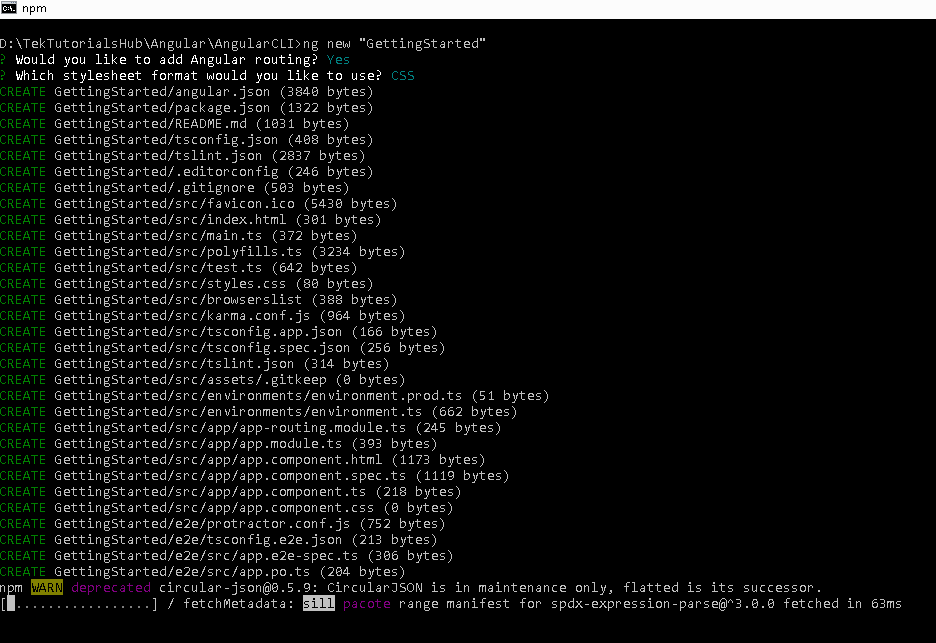 npm
D:\TekTutorialsHub\Angular\AngularCLI>ng new "GettingStarted"
? Would you like to add Angular routing? Yes
? Which stylesheet format would you like to use? CSS
CREATE GettingStarted/angular.json (3840 bytes)
CREATE GettingStarted/package.json (1322 bytes)
CREATE GettingStarted/README.md (1031 bytes)
CREATE GettingStarted/tsconfig.json (408 bytes)
CREATE GettingStarted/tslint.json (2837 bytes)
CREATE GettingStarted/.editorconfig (246 bytes)
CREATE GettingStarted/.gitignore (503 bytes)
CREATE GettingStarted/src/favicon.ico (5430 bytes)
CREATE GettingStarted/src/index.html (301 bytes)
CREATE GettingStarted/src/main.ts (372 bytes)
CREATE GettingStarted/src/polyfills.ts (3234 bytes)
CREATE GettingStarted/src/test.ts (642 bytes)
CREATE GettingStarted/src/styles.css (80 bytes)
CREATE GettingStarted/src/browserslist (388 bytes)
CREATE GettingStarted/src/karma.conf.js (964 bytes)
CREATE GettingStarted/src/tsconfig.app.json (166 bytes)
CREATE GettingStarted/src/tsconfig.spec.json (256 bytes)
CREATE GettingStarted/src/tslint.json (314 bytes)
CREATE GettingStarted/src/assets/.gitkeep (0 bytes)
CREATE GettingStarted/src/environments/environment.prod.ts (51 bytes)
CREATE GettingStarted/src/environments/environment.ts (662 bytes)
CREATE GettingStarted/src/app/app-routing.module.ts (245 bytes)
CREATE GettingStarted/src/app/app.module.ts (393 bytes)
CREATE GettingStarted/src/app/app.component.html (1173 bytes)
CREATE GettingStarted/src/app/app.component.spec.ts (1119 bytes)
CREATE GettingStarted/src/app/app.component.ts (218 bytes)
CREATE GettingStarted/src/app/app.component.css (0 bytes)
CREATE GettingStarted/e2e/protractor.conf.js (752 bytes)
CREATE GettingStarted/e2e/tsconfig.e2e.json (213 bytes)
CREATE GettingStarted/e2e/src/app.e2e-spec.ts (306 bytes)
CREATE GettingStarted/e2e/src/app.po.ts (204 bytes)
npm WARN deprecated circular-json@0.5.9: CircularJSON is in maintenance only, flatted is its successor.
[.................] / fetchMetadata: sill pacote range manifest for spdx-expression-parse@^3.0.0 fetched in 63ms